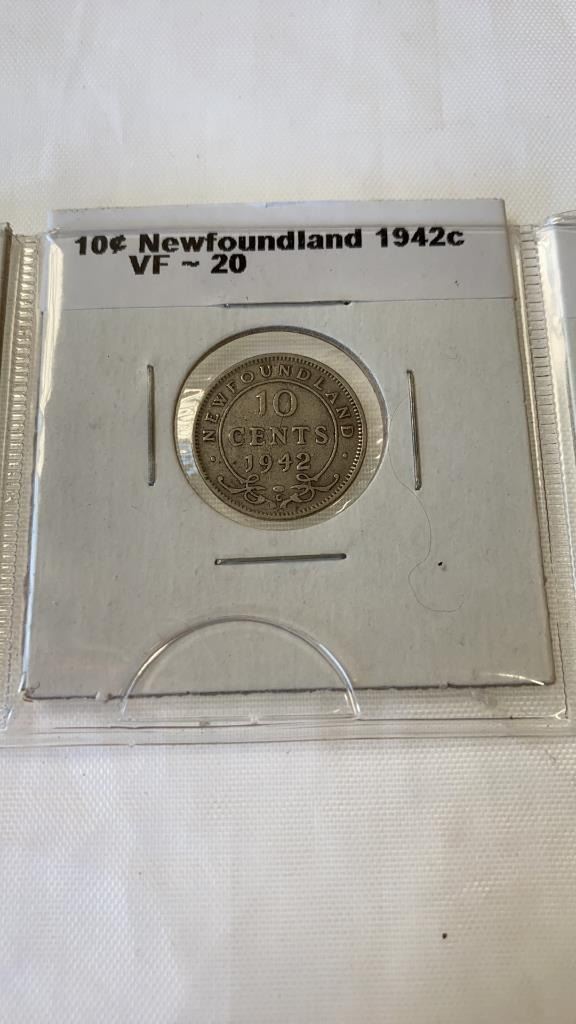 10¢ Newfoundland 1942c
VF ~ 20
NEWFOUNDLAND
10
CENTS
1942